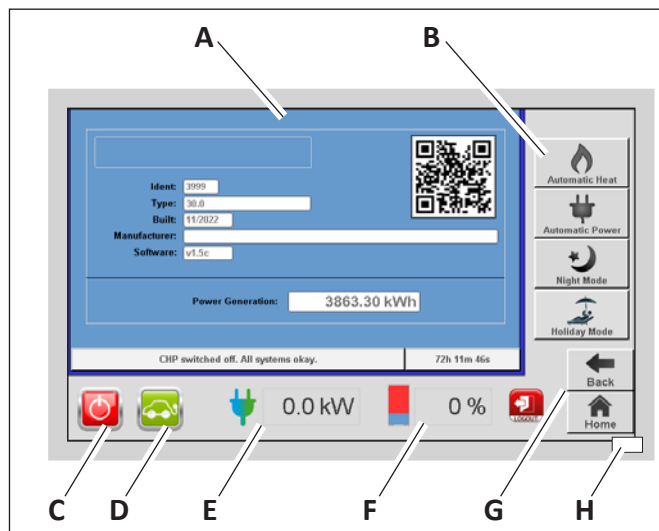 A
B
Ident: 3999
Type: 30.0
Built: 11/2022
Manufacturer:
Software: v1.5c
Power Generation: 3863.30 kWh
CHP switched off. All systems okay. 72h 11m 46s
Automatic Heat
Automatic Power
Night Mode
Holiday Mode
Back
Home
0.0 kW
0 %
LOGOUT
C
D
E
F
G
H